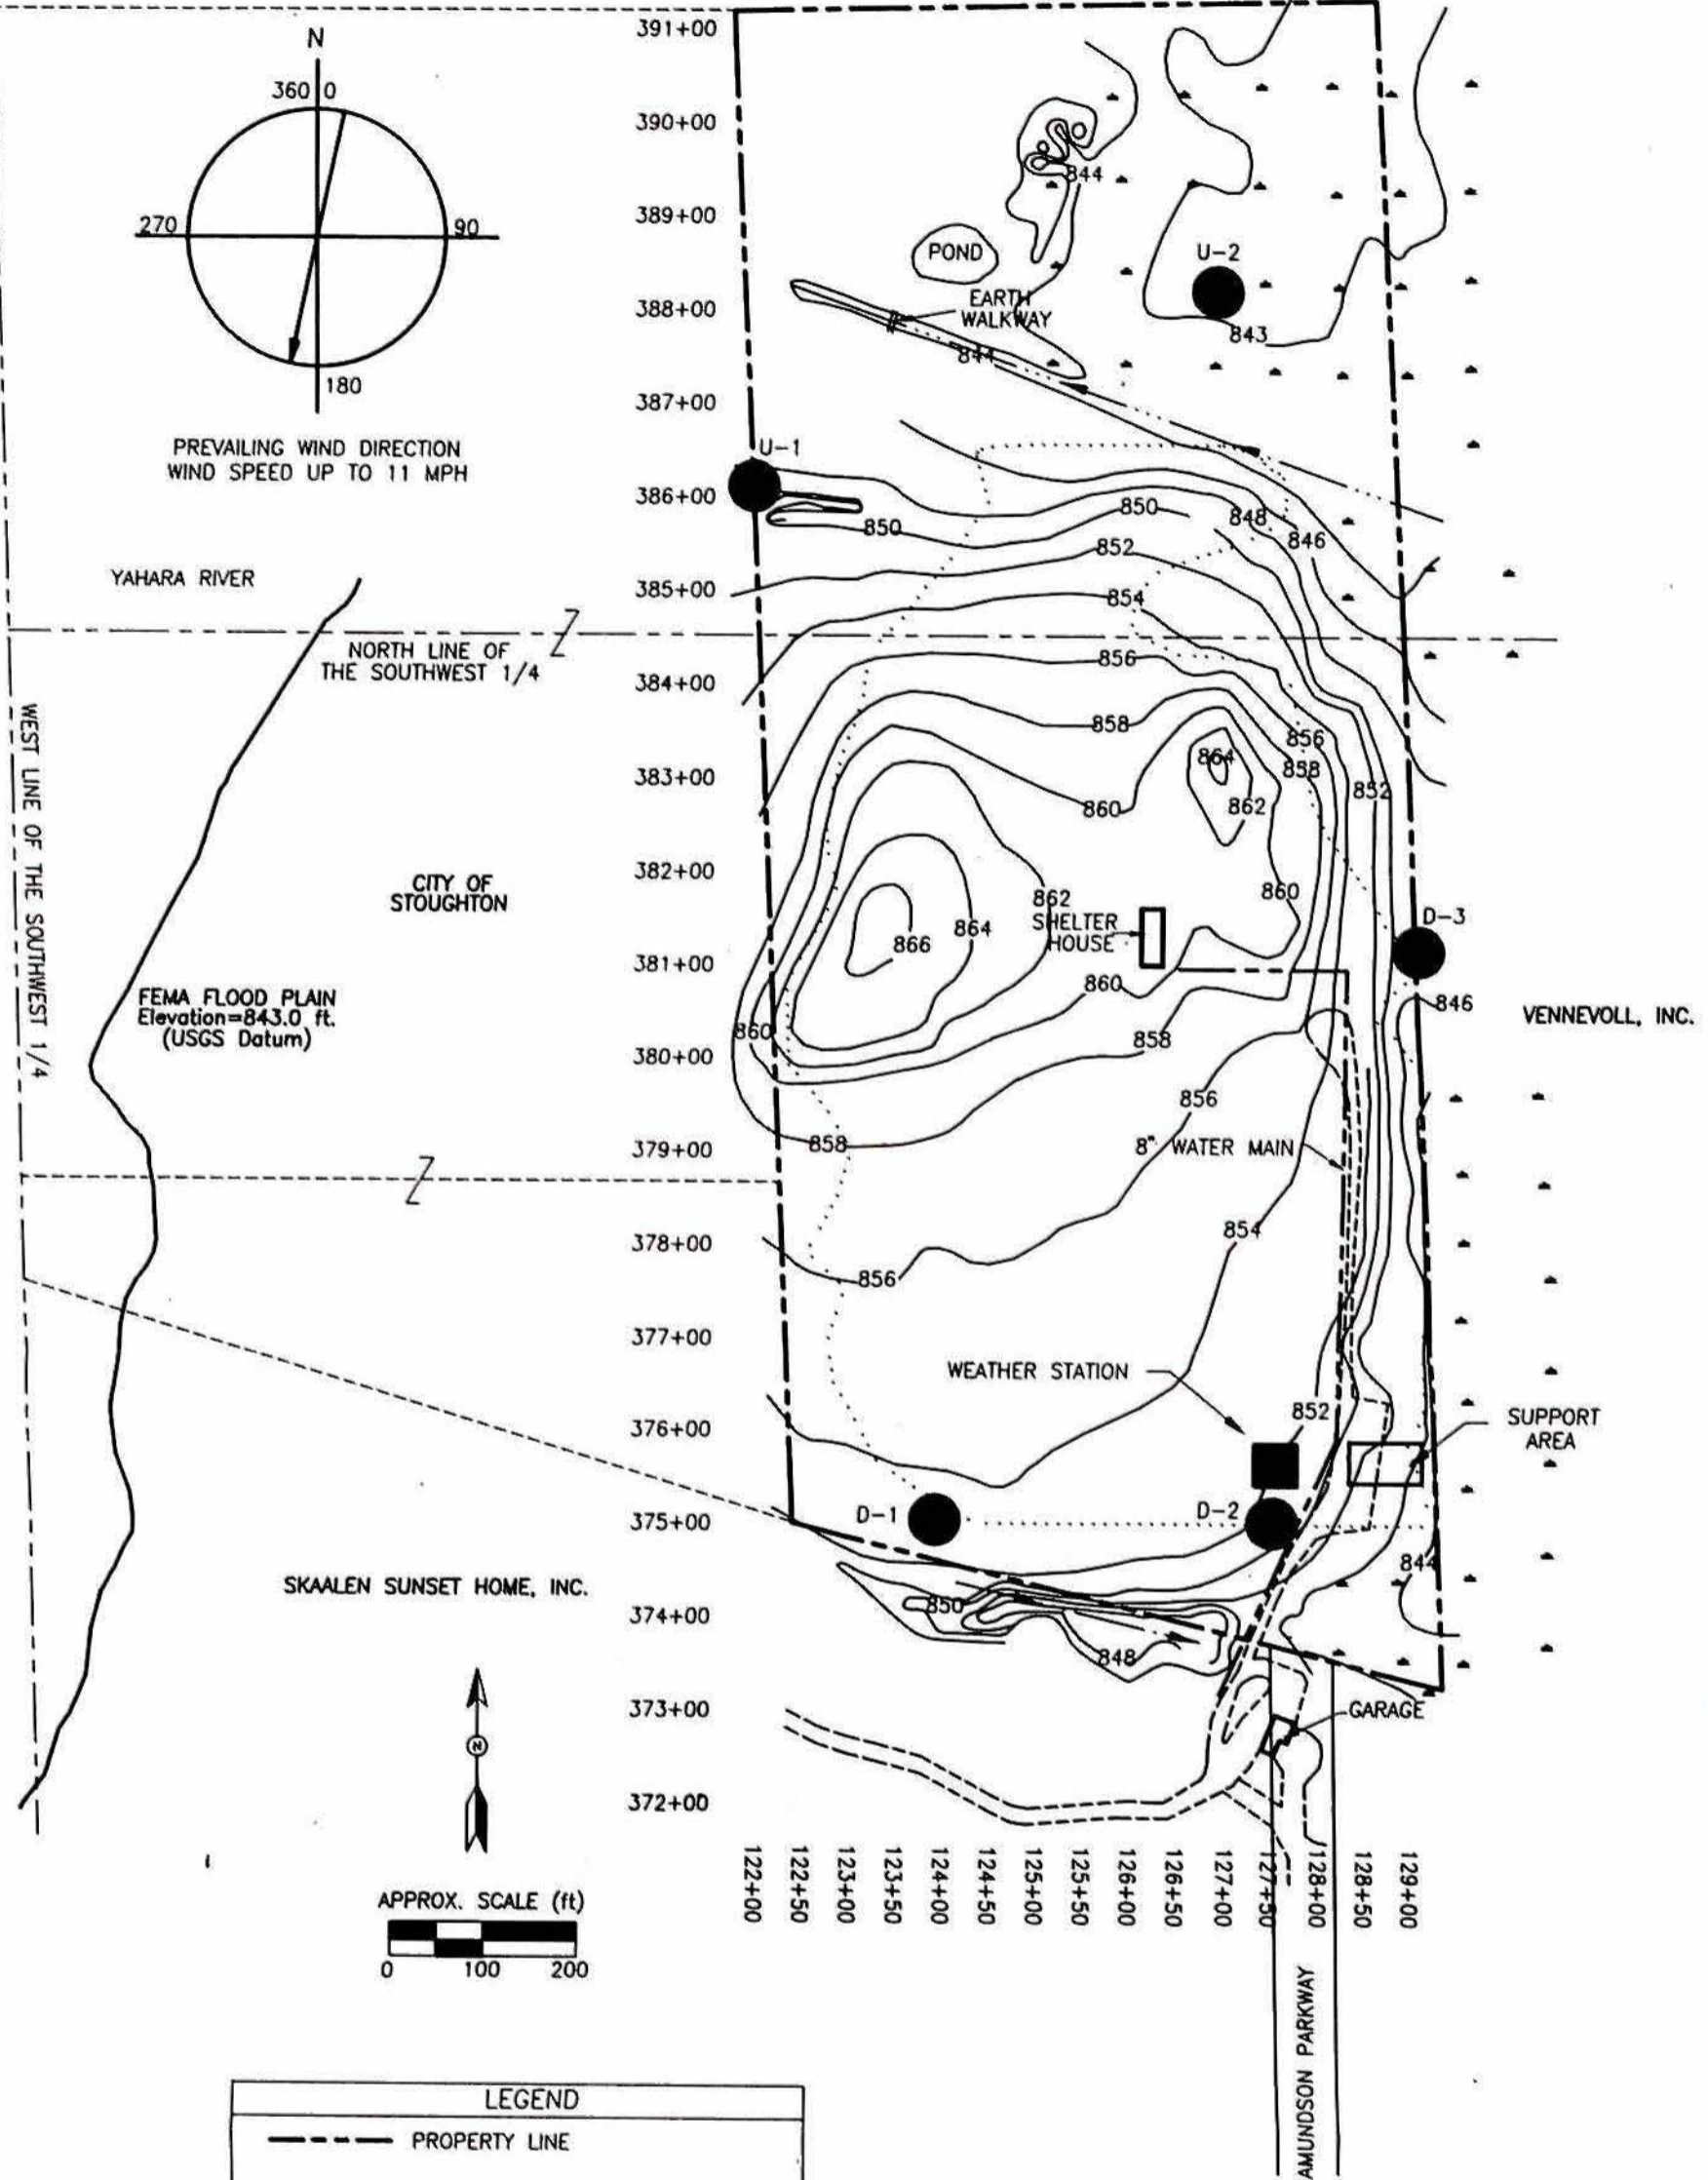 391+00
N
360 0
390+00
844
389+00
270
90
POND
U-2
388+00
EARTH
WALKWAY
843
844
180
387+00
PREVAILING WIND DIRECTION
WIND SPEED UP TO 11 MPH
U-1
386+00
850
850
848
846
852
YAHARA RIVER
385+00
854
NORTH LINE OF
THE SOUTHWEST 1/4
856
384+00
WEST LINE OF THE SOUTHWEST 1/4
858
856
864
858
383+00
852
860
862
382+00
CITY OF
STOUGHTON
860
862
SHELTER
HOUSE
864
866
D-3
381+00
860
FEMA FLOOD PLAIN
Elevation=843.0 ft.
(USGS Datum)
846
VENNEVOLL, INC.
860
858
380+00
856
858
379+00
8" WATER MAIN
854
378+00
856
377+00
WEATHER STATION
852
376+00
SUPPORT
AREA
D-1
D-2
375+00
844
SKAALEN SUNSET HOME, INC.
850
374+00
848
373+00
GARAGE
N
372+00
122+00
122+50
123+00
123+50
124+00
124+50
125+00
125+50
126+00
126+50
127+00
127+50
128+00
128+50
129+00
APPROX. SCALE (ft)
0 100 200
AMUNDSON PARKWAY
LEGEND
PROPERTY LINE